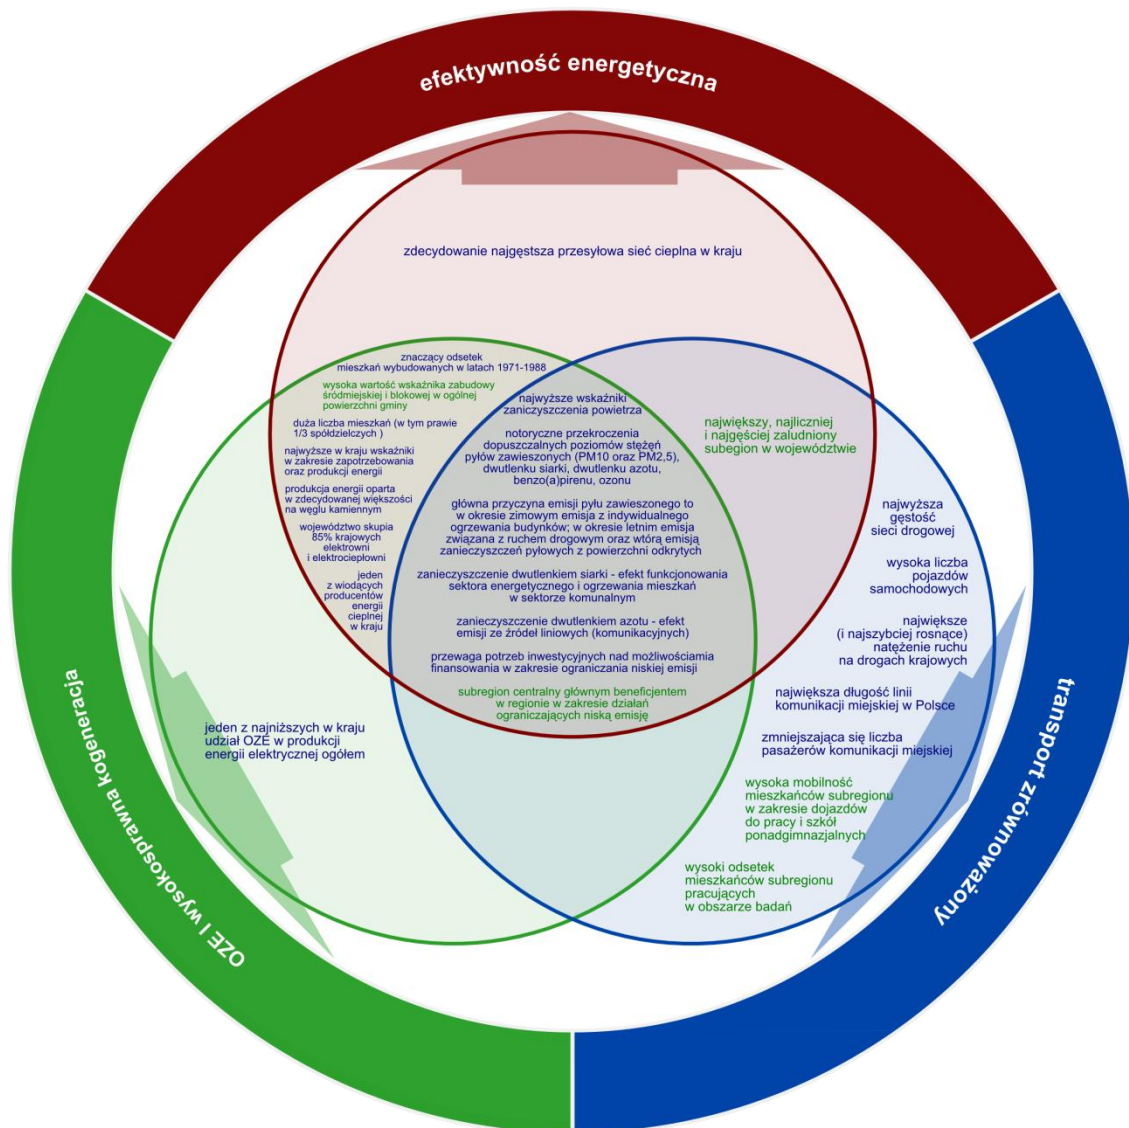 efektywność energetyczna
zdecydowanie najgęstsza przesyłowa sieć cieplna w kraju
znaczący odsetek
mieszkań wybudowanych w latach 1971-1988
wysoka wartość wskaźnika zabudowy
śródmiejskiej i blokowej w ogólnej
powierzchni gminy
duża liczba mieszkań (w tym prawie
1/3 spółdzielczych )
najwyższe w kraju wskaźniki
w zakresie zapotrzebowania
oraz produkcji energii
produkcja energii oparta
w zdecydowanej większości
na węglu kamiennym
województwo skupia
85% krajowych
elektrowni
i elektrociepłowni
jeden
z wiodących
producentów
energii
cieplnej
w kraju
najwyższe wskaźniki
zaniczyszczenia powietrza
notoryczne przekroczenia
dopuszczalnych poziomów stężeń
pyłów zawieszonych (PM10 oraz PM2,5),
dwutlenku siarki, dwutlenku azotu,
benzo(a)pirenu, ozonu
główna przyczyna emisji pyłu zawieszonego to
w okresie zimowym emisja z indywidualnego
ogrzewania budynków; w okresie letnim emisja
związana z ruchem drogowym oraz wtórą emisją
zanieczyszczeń pyłowych z powierzchni odkrytych
zanieczyszczenie dwutlenkiem siarki - efekt funkcjonowania
sektora energetycznego i ogrzewania mieszkań
w sektorze komunalnym
zanieczyszczenie dwutlenkiem azotu - efekt
emisji ze źródeł liniowych (komunikacyjnych)
przewaga potrzeb inwestycyjnych nad możliwościamia
finansowania w zakresie ograniczania niskiej emisji
subregion centralny głównym beneficjentem
w regionie w zakresie działań
ograniczających niską emisję
największy, najliczniej
i najgęściej zaludniony
subegion w województwie
najwyższa
gęstość
sieci drogowej
wysoka liczba
pojazdów
samochodowych
największe
(i najszybciej rosnące)
natężenie ruchu
na drogach krajowych
największa długość linii
komunikacji miejskiej w Polsce
zmniejszająca się liczba
pasażerów komunikacji miejskiej
wysoka mobilność
mieszkańców subregionu
w zakresie dojazdów
do pracy i szkół
ponadgimnazjalnych
wysoki odsetek
mieszkańców subregionu
pracujących
w obszarze badań
jeden z najniższych w kraju
udział OZE w produkcji
energii elektrycznej ogółem
OZE I wysokosprawna kogeneracja
transport zrównoważony